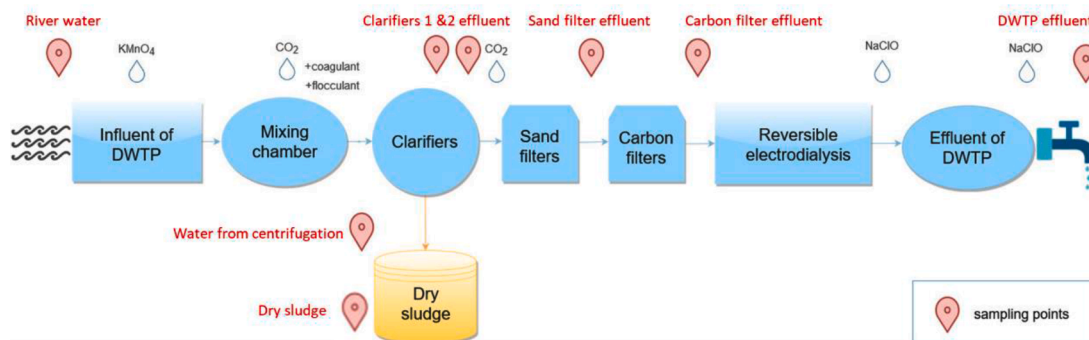 River water
Clarifiers 1 &2 effluent
Sand filter effluent
Carbon filter effluent
DWTP effluent
KMnO4
CO2
+coagulant
+flocculant
CO2
NaClO
NaClO
Influent of
DWTP
Mixing
chamber
Clarifiers
Sand
filters
Carbon
filters
Reversible
electrodialysis
Effluent of
DWTP
Water from centrifugation
Dry sludge
Dry
sludge
sampling points